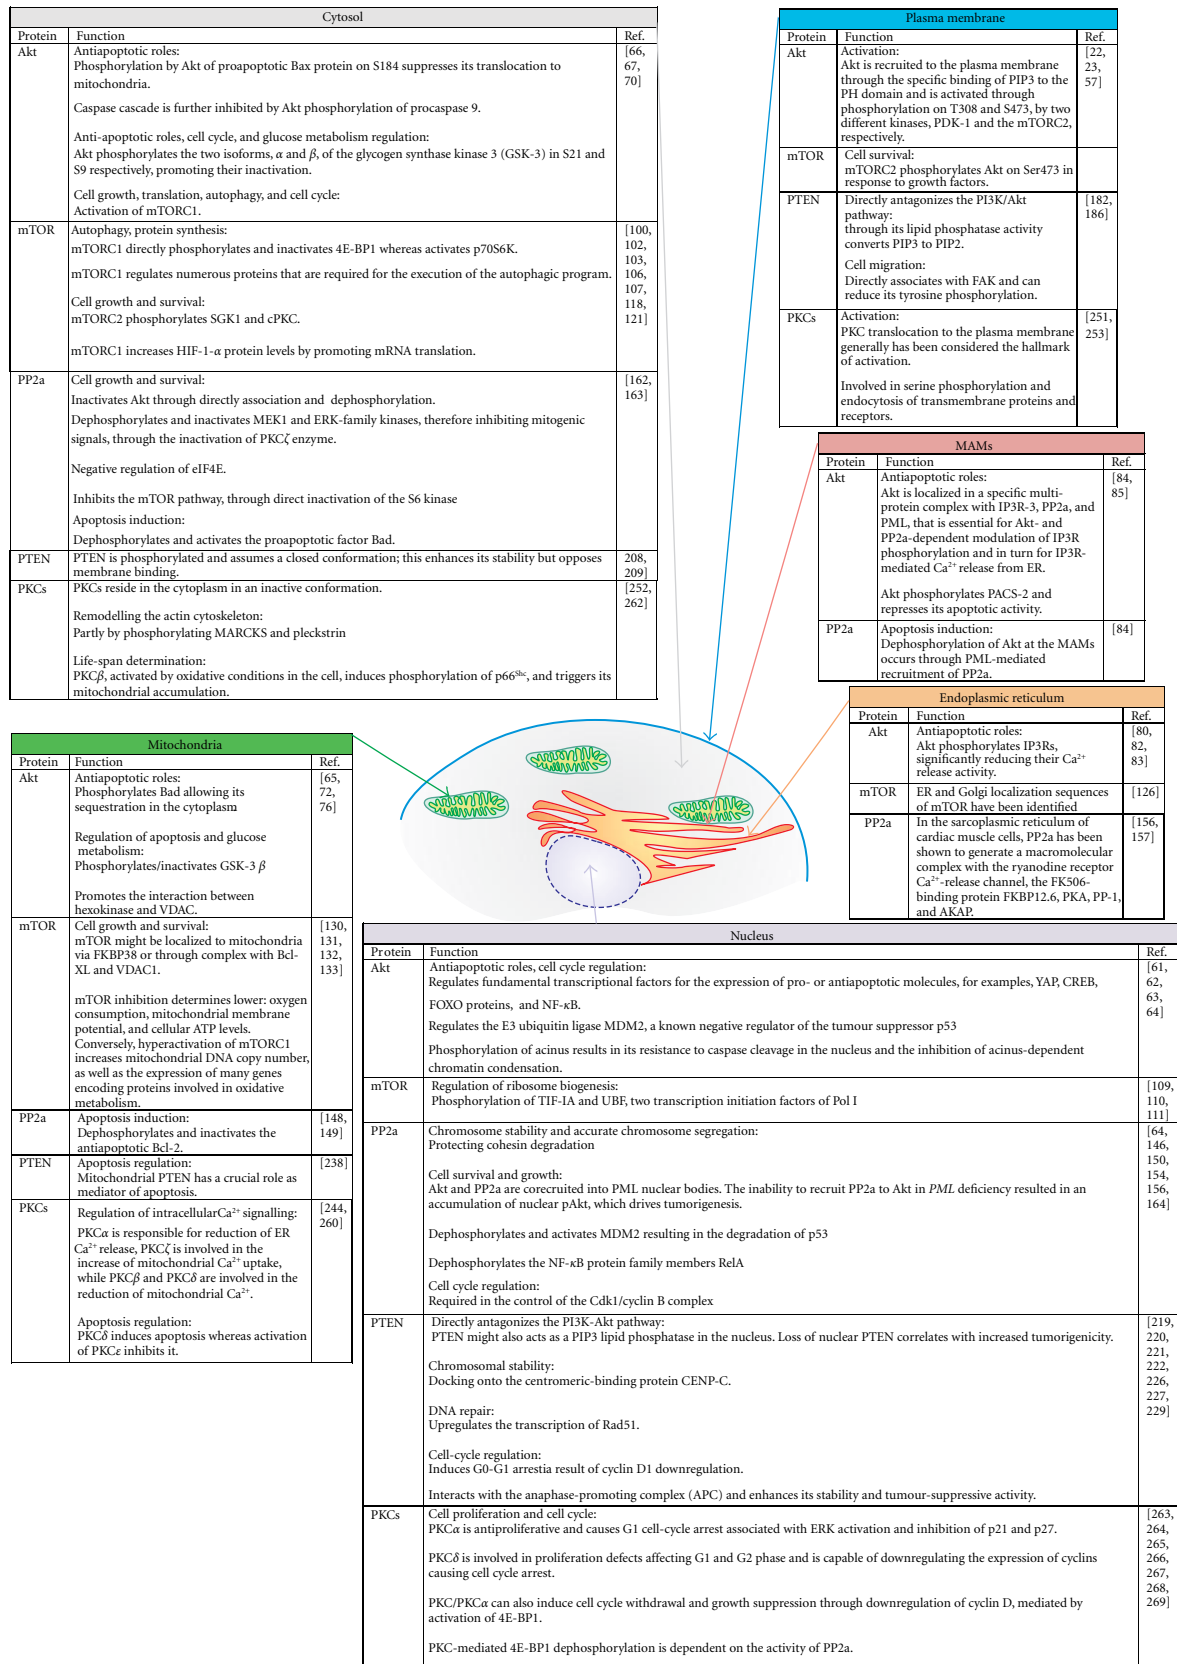 Cytosol
Protein Function Ref.
Akt Antiapoptotic roles: [66,
Phosphorylation by Akt of proapoptotic Bax protein on S184 suppresses its translocation to 67,
mitochondria. 70]
Caspase cascade is further inhibited by Akt phosphorylation of procaspase 9.
Anti-apoptotic roles, cell cycle, and glucose metabolism regulation:
Akt phosphorylates the two isoforms, α and β, of the glycogen synthase kinase 3 (GSK-3) in S21 and
S9 respectively, promoting their inactivation.
Cell growth, translation, autophagy, and cell cycle:
Activation of mTORC1.
mTOR Autophagy, protein synthesis: [100,
mTORC1 directly phosphorylates and inactivates 4E-BP1 whereas activates p70S6K. 102,
103,
mTORC1 regulates numerous proteins that are required for the execution of the autophagic program. 106,
107,
Cell growth and survival: 118,
mTORC2 phosphorylates SGK1 and cPKC. 121]
mTORC1 increases HIF-1-α protein levels by promoting mRNA translation.
PP2a Cell growth and survival: [162,
Inactivates Akt through directly association and dephosphorylation. 163]
Dephosphorylates and inactivates MEK1 and ERK-family kinases, therefore inhibiting mitogenic
signals, through the inactivation of PKCζ enzyme.
Negative regulation of eIF4E.
Inhibits the mTOR pathway, through direct inactivation of the S6 kinase
Apoptosis induction:
Dephosphorylates and activates the proapoptotic factor Bad.
PTEN PTEN is phosphorylated and assumes a closed conformation; this enhances its stability but opposes 208,
membrane binding. 209]
PKCs PKCs reside in the cytoplasm in an inactive conformation. [252,
262]
Remodelling the actin cytoskeleton:
Partly by phosphorylating MARCKS and pleckstrin
Life-span determination:
PKCβ, activated by oxidative conditions in the cell, induces phosphorylation of p66Shc, and triggers its
mitochondrial accumulation.
Plasma membrane
Protein Function Ref.
Akt Activation: [22,
Akt is recruited to the plasma membrane 23,
through the specific binding of PIP3 to the 57]
PH domain and is activated through
phosphorylation on T308 and S473, by two
different kinases, PDK-1 and the mTORC2,
respectively.
mTOR Cell survival:
mTORC2 phosphorylates Akt on Ser473 in
response to growth factors.
PTEN Directly antagonizes the PI3K/Akt [182,
pathway: 186]
through its lipid phosphatase activity
converts PIP3 to PIP2.
Cell migration:
Directly associates with FAK and can
reduce its tyrosine phosphorylation.
PKCs Activation: [251,
PKC translocation to the plasma membrane 253]
generally has been considered the hallmark
of activation.
Involved in serine phosphorylation and
endocytosis of transmembrane proteins and
receptors.
MAMs
Protein Function Ref.
Akt Antiapoptotic roles: [84,
Akt is localized in a specific multi- 85]
protein complex with IP3R-3, PP2a, and
PML, that is essential for Akt- and
PP2a-dependent modulation of IP3R
phosphorylation and in turn for IP3R-
mediated Ca2+ release from ER.
Akt phosphorylates PACS-2 and
represses its apoptotic activity.
PP2a Apoptosis induction: [84]
Dephosphorylation of Akt at the MAMs
occurs through PML-mediated
recruitment of PP2a.
Endoplasmic reticulum
Protein Function Ref.
Akt Antiapoptotic roles: [80,
Akt phosphorylates IP3Rs, 82,
significantly reducing their Ca2+ 83]
release activity.
mTOR ER and Golgi localization sequences [126]
of mTOR have been identified
PP2a In the sarcoplasmic reticulum of [156,
cardiac muscle cells, PP2a has been 157]
shown to generate a macromolecular
complex with the ryanodine receptor
Ca2+-release channel, the FK506-
binding protein FKBP12.6, PKA, PP-1,
and AKAP.
Mitochondria
Protein Function Ref.
Akt Antiapoptotic roles: [65,
Phosphorylates Bad allowing its 72,
sequestration in the cytoplasm. 76]
Regulation of apoptosis and glucose
metabolism:
Phosphorylates/inactivates GSK-3 β
Promotes the interaction between
hexokinase and VDAC.
mTOR Cell growth and survival: [130,
mTOR might be localized to mitochondria 131,
via FKBP38 or through complex with Bcl- 132,
XL and VDAC1. 133]
mTOR inhibition determines lower: oxygen
consumption, mitochondrial membrane
potential, and cellular ATP levels.
Conversely, hyperactivation of mTORC1
increases mitochondrial DNA copy number,
as well as the expression of many genes
encoding proteins involved in oxidative
metabolism.
PP2a Apoptosis induction: [148,
Dephosphorylates and inactivates the 149]
antiapoptotic Bcl-2.
PTEN Apoptosis regulation: [238]
Mitochondrial PTEN has a crucial role as
mediator of apoptosis.
PKCs Regulation of intracellularCa2+ signalling: [244,
260]
PKCα is responsible for reduction of ER
Ca2+ release, PKCζ is involved in the
increase of mitochondrial Ca2+ uptake,
while PKCβ and PKCδ are involved in the
reduction of mitochondrial Ca2+.
Apoptosis regulation:
PKCδ induces apoptosis whereas activation
of PKCε inhibits it.
Nucleus
Protein Function Ref.
Akt Antiapoptotic roles, cell cycle regulation: [61,
Regulates fundamental transcriptional factors for the expression of pro- or antiapoptotic molecules, for examples, YAP, CREB, 62,
FOXO proteins, and NF-κB. 63,
64]
Regulates the E3 ubiquitin ligase MDM2, a known negative regulator of the tumour suppressor p53
Phosphorylation of acinus results in its resistance to caspase cleavage in the nucleus and the inhibition of acinus-dependent
chromatin condensation.
mTOR Regulation of ribosome biogenesis: [109,
Phosphorylation of TIF-IA and UBF, two transcription initiation factors of Pol I 110,
111]
PP2a Chromosome stability and accurate chromosome segregation: [64,
Protecting cohesin degradation 146,
150,
Cell survival and growth: 154,
Akt and PP2a are corecruited into PML nuclear bodies. The inability to recruit PP2a to Akt in PML deficiency resulted in an 156,
accumulation of nuclear pAkt, which drives tumorigenesis. 164]
Dephosphorylates and activates MDM2 resulting in the degradation of p53
Dephosphorylates the NF-κB protein family members RelA
Cell cycle regulation:
Required in the control of the Cdk1/cyclin B complex
PTEN Directly antagonizes the PI3K-Akt pathway: [219,
PTEN might also acts as a PIP3 lipid phosphatase in the nucleus. Loss of nuclear PTEN correlates with increased tumorigenicity. 220,
221,
Chromosomal stability: 222,
Docking onto the centromeric-binding protein CENP-C. 226,
227,
DNA repair: 229]
Upregulates the transcription of Rad51.
Cell-cycle regulation:
Induces G0-G1 arrestia result of cyclin D1 downregulation.
Interacts with the anaphase-promoting complex (APC) and enhances its stability and tumour-suppressive activity.
PKCs Cell proliferation and cell cycle: [263,
PKCα is antiproliferative and causes G1 cell-cycle arrest associated with ERK activation and inhibition of p21 and p27. 264,
265,
PKCδ is involved in proliferation defects affecting G1 and G2 phase and is capable of downregulating the expression of cyclins 266,
causing cell cycle arrest. 267,
268,
PKC/PKCα can also induce cell cycle withdrawal and growth suppression through downregulation of cyclin D, mediated by 269]
activation of 4E-BP1.
PKC-mediated 4E-BP1 dephosphorylation is dependent on the activity of PP2a.